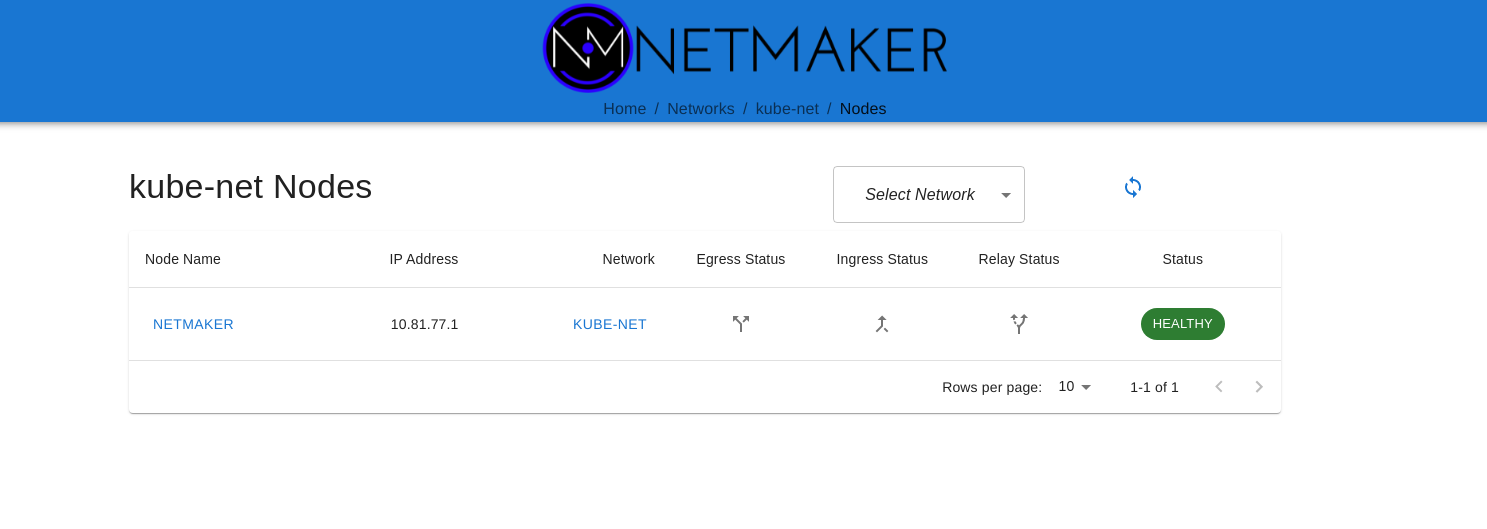 NM NETMAKER
Home / Networks / kube-net / Nodes
kube-net Nodes
Select Network
Node Name IP Address Network Egress Status Ingress Status Relay Status Status
NETMAKER 10.81.77.1 KUBE-NET HEALTHY
Rows per page: 10 1-1 of 1